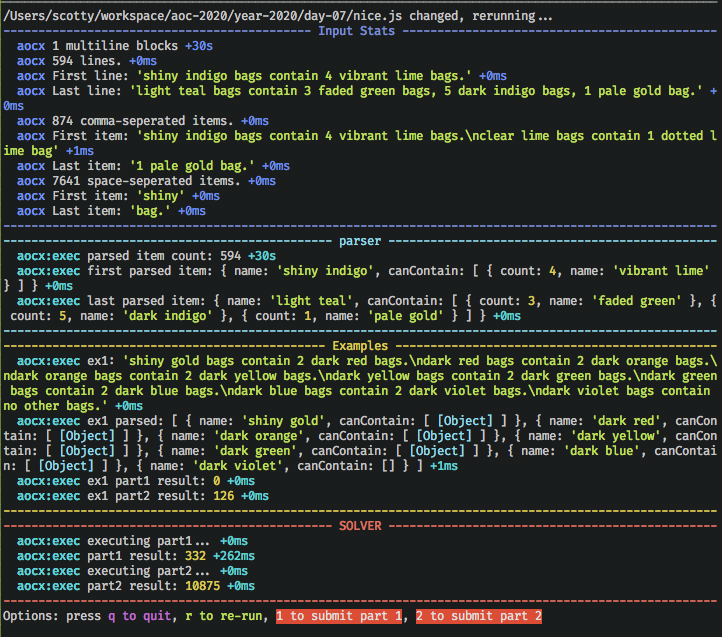 /Users/scotty/workspace/aoc-2020/year-2020/day-07/nice.js changed, rerunning...
--------------------------------------------- Input Stats ---------------------------------------------
aocx 1 multiline blocks +30s
aocx 594 lines. +0ms
aocx First line: 'shiny indigo bags contain 4 vibrant lime bags.' +0ms
aocx Last line: 'light teal bags contain 3 faded green bags, 5 dark indigo bags, 1 pale gold bag.' +
0ms
aocx 874 comma-seperated items. +0ms
aocx First item: 'shiny indigo bags contain 4 vibrant lime bags.\nclear lime bags contain 1 dotted l
ime bag' +1ms
aocx Last item: '1 pale gold bag.' +0ms
aocx 7641 space-seperated items. +0ms
aocx First item: 'shiny' +0ms
aocx Last item: 'bag.' +0ms
------------------------------------------------------------------------------------------------------
----------------------------------------------- parser -----------------------------------------------
aocx:exec parsed item count: 594 +30s
aocx:exec first parsed item: { name: 'shiny indigo', canContain: [ { count: 4, name: 'vibrant lime'
} ] } +0ms
aocx:exec last parsed item: { name: 'light teal', canContain: [ { count: 3, name: 'faded green' }, {
count: 5, name: 'dark indigo' }, { count: 1, name: 'pale gold' } ] } +0ms
------------------------------------------------------------------------------------------------------
---------------------------------------------- Examples ----------------------------------------------
aocx:exec ex1: 'shiny gold bags contain 2 dark red bags.\ndark red bags contain 2 dark orange bags.\
ndark orange bags contain 2 dark yellow bags.\ndark yellow bags contain 2 dark green bags.\ndark green
bags contain 2 dark blue bags.\ndark blue bags contain 2 dark violet bags.\ndark violet bags contain
no other bags.' +0ms
aocx:exec ex1 parsed: [ { name: 'shiny gold', canContain: [ [Object] ] }, { name: 'dark red', canCon
tain: [ [Object] ] }, { name: 'dark orange', canContain: [ [Object] ] }, { name: 'dark yellow', canCon
tain: [ [Object] ] }, { name: 'dark green', canContain: [ [Object] ] }, { name: 'dark blue', canContai
n: [ [Object] ] }, { name: 'dark violet', canContain: [] } ] +1ms
aocx:exec ex1 part1 result: 0 +0ms
aocx:exec ex1 part2 result: 126 +0ms
------------------------------------------------------------------------------------------------------
----------------------------------------------- SOLVER -----------------------------------------------
aocx:exec executing part1... +0ms
aocx:exec part1 result: 332 +262ms
aocx:exec executing part2... +0ms
aocx:exec part2 result: 10875 +0ms
------------------------------------------------------------------------------------------------------
Options: press q to quit, r to re-run, 1 to submit part 1, 2 to submit part 2